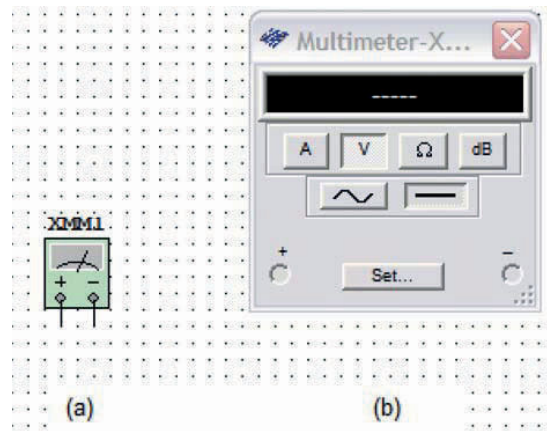 Multimeter-X...
-----
A V Ω dB
+ −
Set...
XMM1
+ −
(a) (b)